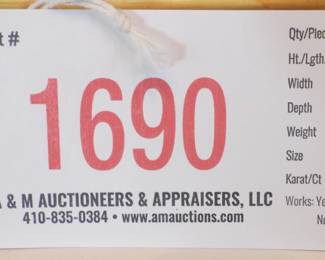 t #
1690
A & M AUCTIONEERS & APPRAISERS, LLC
410-835-0384 • www.amauctions.com
Qty/Piec
Ht./Lgth.
Width
Depth
Weight
Size
Karat/Ct
Works: Ye
No